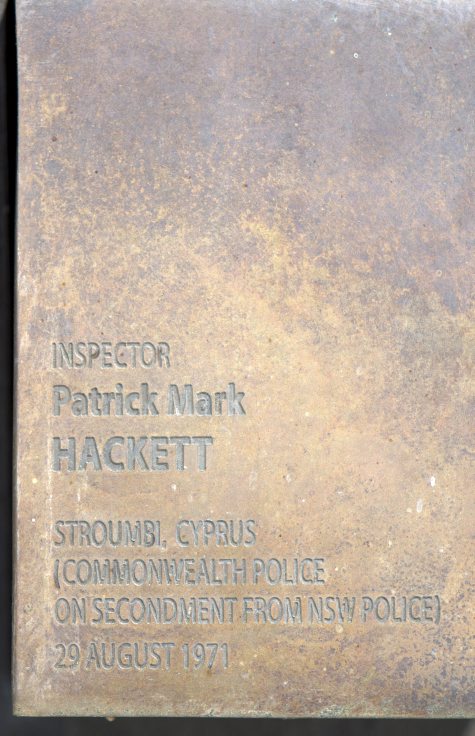 INSPECTOR
Patrick Mark
HACKETT
STROUMBI, CYPRUS
(COMMONWEALTH POLICE
ON SECONDMENT FROM NSW POLICE)
29 AUGUST 1971